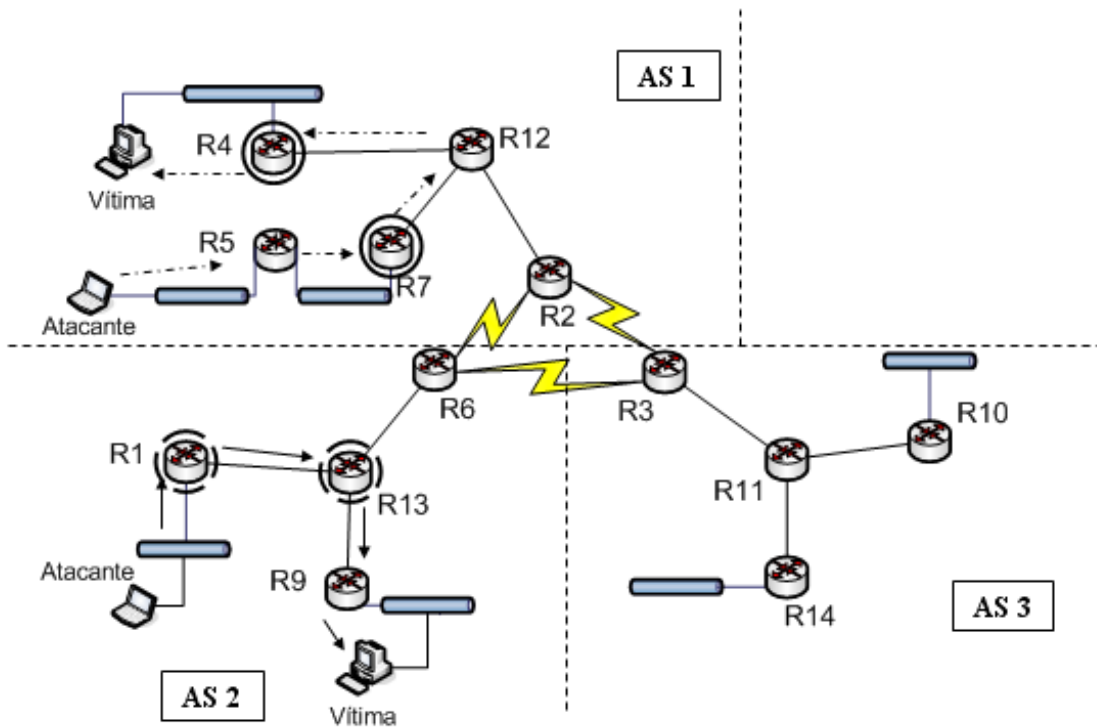 AS 1
R4
R12
Vítima
R5
R7
Atacante
R2
R6
R3
R10
R1
R13
R11
Atacante
R9
R14
AS 3
AS 2
Vítima